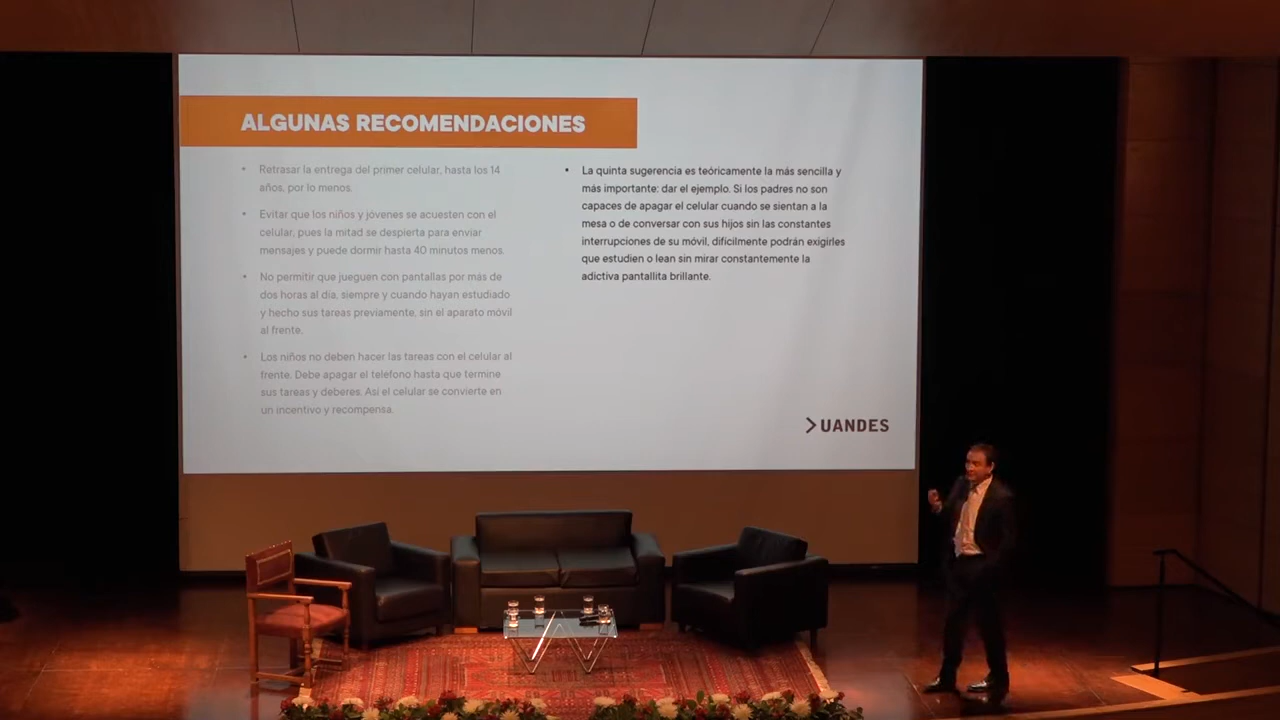 ALGUNAS RECOMENDACIONES
• Retrasar la entrega del primer celular, hasta los 14
años, por lo menos.
• Evitar que los niños y jóvenes se acuesten con el
celular, pues la mitad se despierta para enviar
mensajes y puede dormir hasta 40 minutos menos.
• No permitir que jueguen con pantallas por más de
dos horas al día, siempre y cuando hayan estudiado
y hecho sus tareas previamente, sin el aparato móvil
al frente.
• Los niños no deben hacer las tareas con el celular al
frente. Debe apagar el teléfono hasta que termine
sus tareas y deberes. Así el celular se convierte en
un incentivo y recompensa.
• La quinta sugerencia es teóricamente la más sencilla y
más importante: dar el ejemplo. Si los padres no son
capaces de apagar el celular cuando se sientan a la
mesa o de conversar con sus hijos sin las constantes
interrupciones de su móvil, difícilmente podrán exigirles
que estudien o lean sin mirar constantemente la
adictiva pantallita brillante.
UANDES